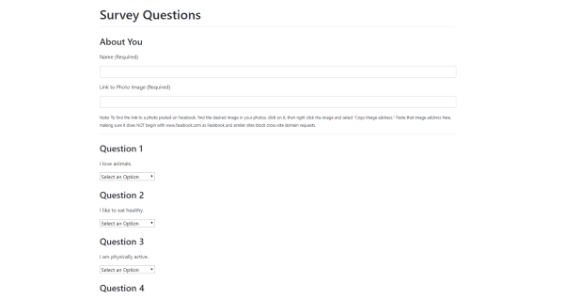 Survey Questions
About You
Name (Required)
Link to Photo Image (Required)
Note: To find the link to a photo posted on Facebook, find the desired image in your photos, click on it, then right click the image and select "Copy image address." Paste that image address here,
making sure it does NOT begin with www.facebook.com as Facebook and similar sites block cross-site domain requests.
Question 1
I love animals.
Select an Option
Question 2
I like to eat healthy.
Select an Option
Question 3
I am physically active.
Select an Option
Question 4